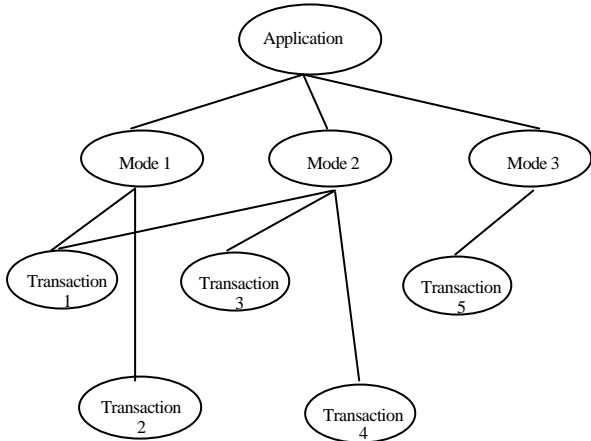 Application
Mode 1
Mode 2
Mode 3
Transaction
1
Transaction
3
Transaction
5
Transaction
2
Transaction
4